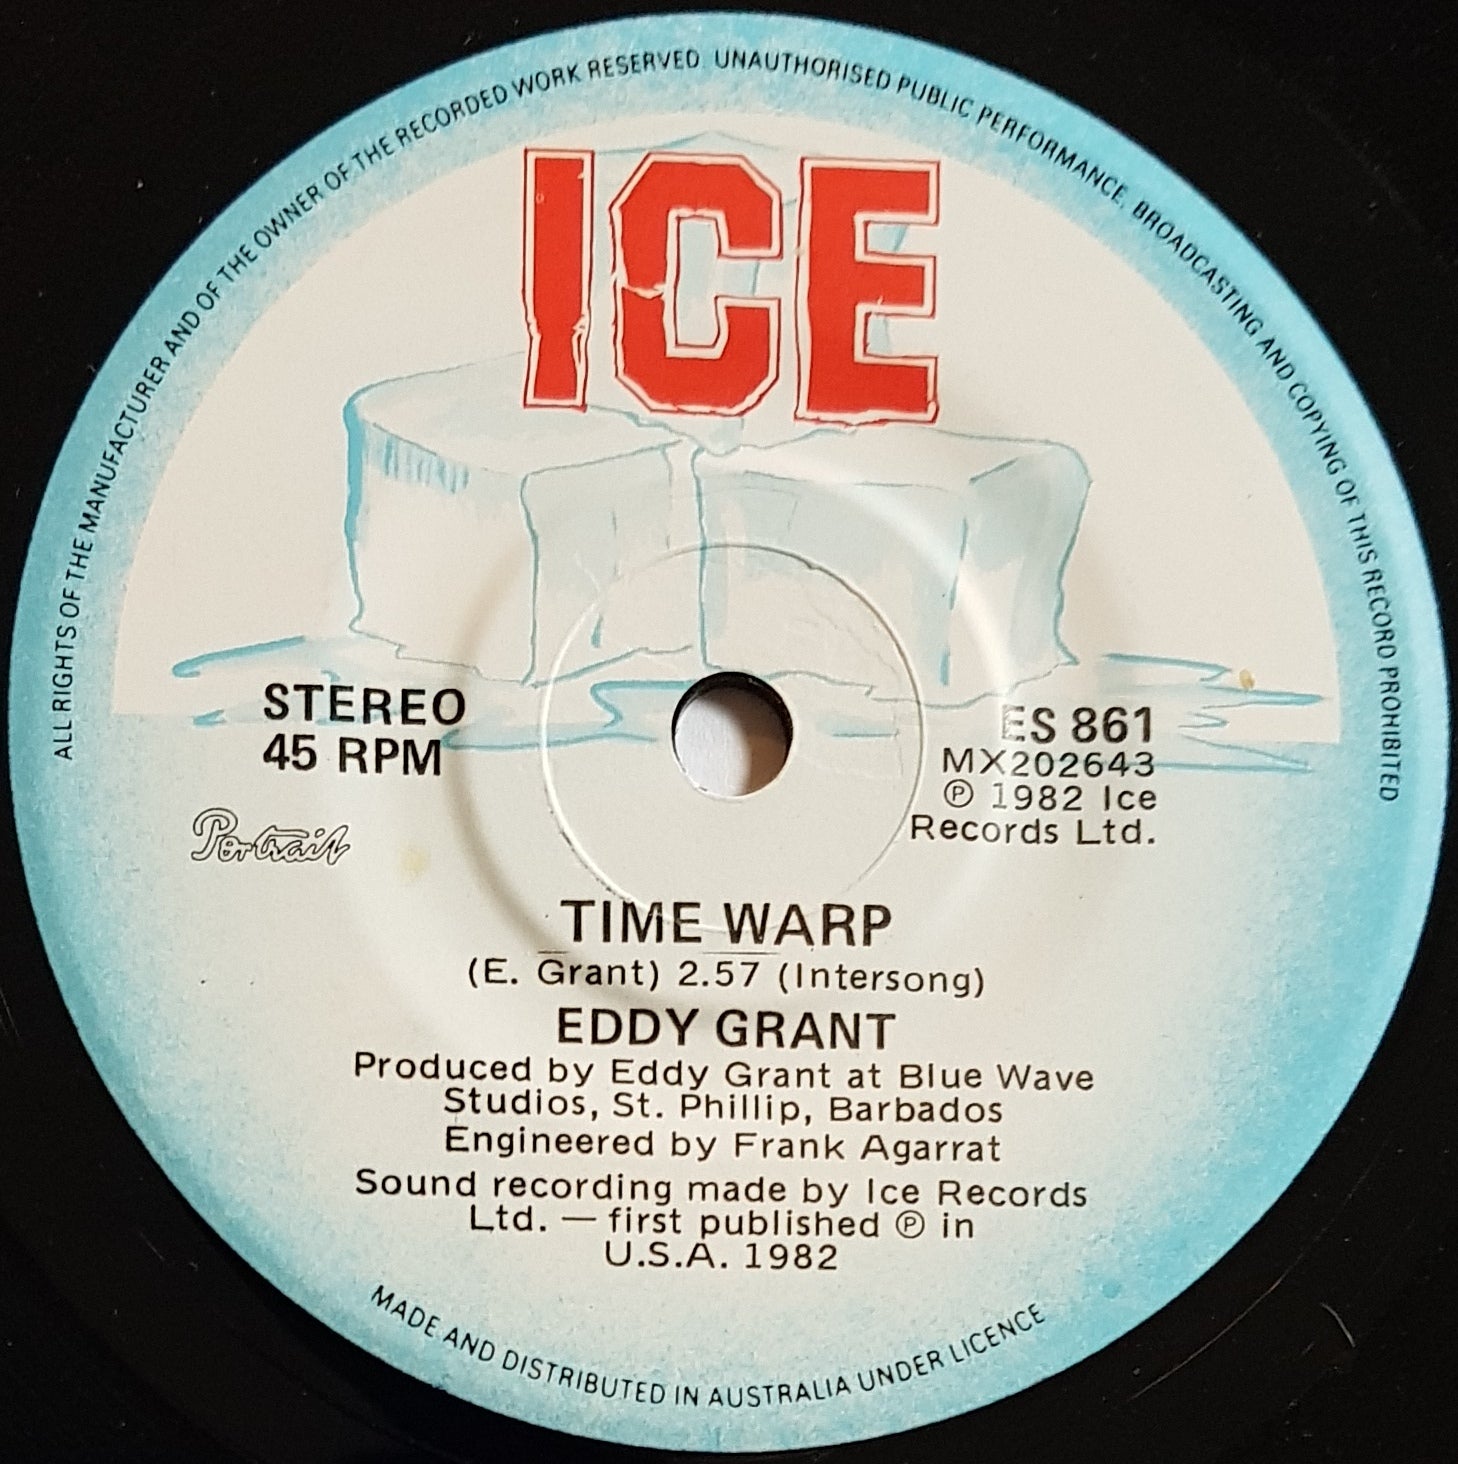 ALL RIGHTS OF THE MANUFACTURER AND OF THE OWNER OF THE RECORDED WORK RESERVED. UNAUTHORISED PUBLIC PERFORMANCE, BROADCASTING AND COPYING OF THIS RECORD PROHIBITED
ICE
STEREO
45 RPM
Portrait
ES 861
MX202643
℗ 1982 Ice
Records Ltd.
TIME WARP
(E. Grant) 2.57 (Intersong)
EDDY GRANT
Produced by Eddy Grant at Blue Wave
Studios, St. Phillip, Barbados
Engineered by Frank Agarrat
Sound recording made by Ice Records
Ltd. — first published ℗ in
U.S.A. 1982
MADE AND DISTRIBUTED IN AUSTRALIA UNDER LICENCE